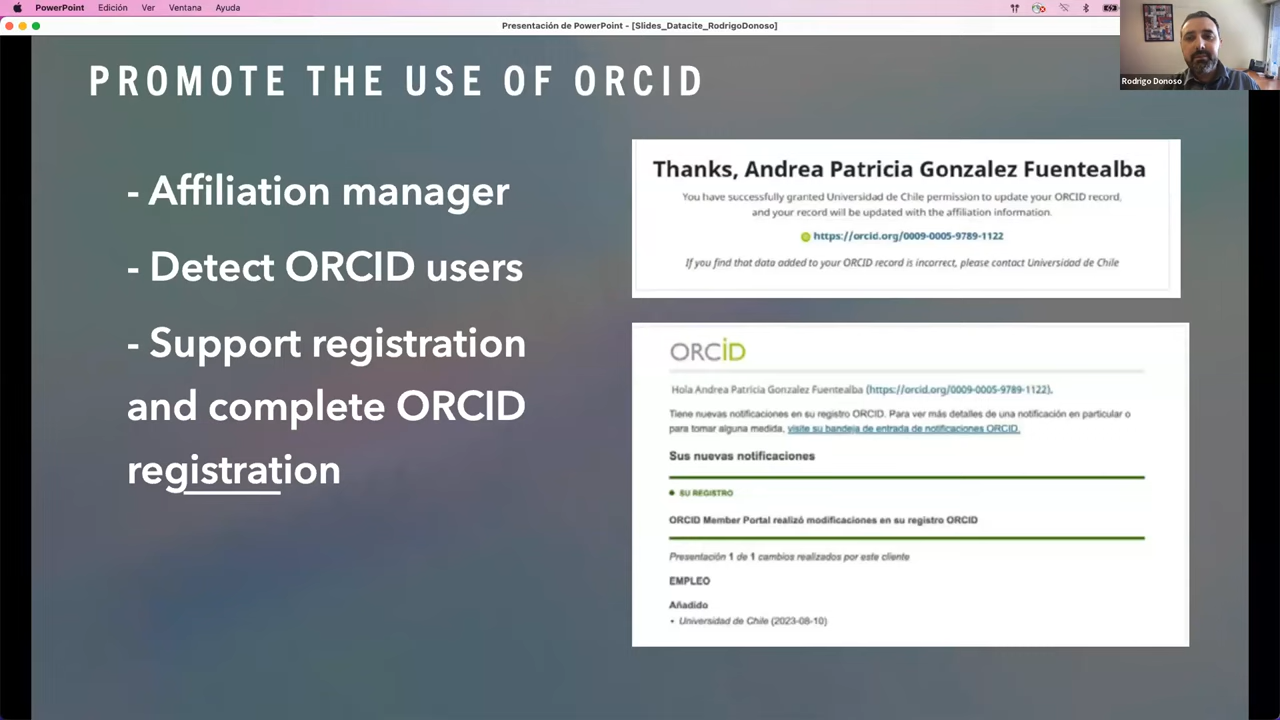 PowerPoint Edición Ver Ventana Ayuda
Presentación de PowerPoint - [Slides_Datacite_RodrigoDonoso]
Rodrigo Donoso
PROMOTE THE USE OF ORCID
- Affiliation manager
- Detect ORCID users
- Support registration
and complete ORCID
registration
Thanks, Andrea Patricia Gonzalez Fuentealba
You have successfully granted Universidad de Chile permission to update your ORCID record,
and your record will be updated with the affiliation information.
https://orcid.org/0009-0005-9789-1122
If you find that data added to your ORCID record is incorrect, please contact Universidad de Chile
ORCID
Hola Andrea Patricia Gonzalez Fuentealba (https://orcid.org/0009-0005-9789-1122).
Tiene nuevas notificaciones en su registro ORCID. Para ver más detalles de una notificación en particular o
para tomar alguna medida, visite su bandeja de entrada de notificaciones ORCID.
Sus nuevas notificaciones
• SU REGISTRO
ORCID Member Portal realizó modificaciones en su registro ORCID
Presentación 1 de 1 cambios realizados por este cliente
EMPLEO
Añadido
• Universidad de Chile (2023-08-10)